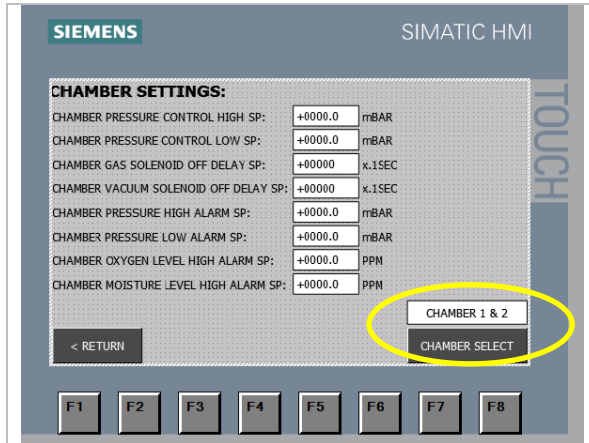 SIEMENS SIMATIC HMI
TOUCH
CHAMBER SETTINGS:
CHAMBER PRESSURE CONTROL HIGH SP: +0000.0 mBAR
CHAMBER PRESSURE CONTROL LOW SP: +0000.0 mBAR
CHAMBER GAS SOLENOID OFF DELAY SP: +00000 x.1SEC
CHAMBER VACUUM SOLENOID OFF DELAY SP: +00000 x.1SEC
CHAMBER PRESSURE HIGH ALARM SP: +0000.0 mBAR
CHAMBER PRESSURE LOW ALARM SP: +0000.0 mBAR
CHAMBER OXYGEN LEVEL HIGH ALARM SP: +0000.0 PPM
CHAMBER MOISTURE LEVEL HIGH ALARM SP: +0000.0 PPM
CHAMBER 1 & 2
< RETURN CHAMBER SELECT
F1 F2 F3 F4 F5 F6 F7 F8